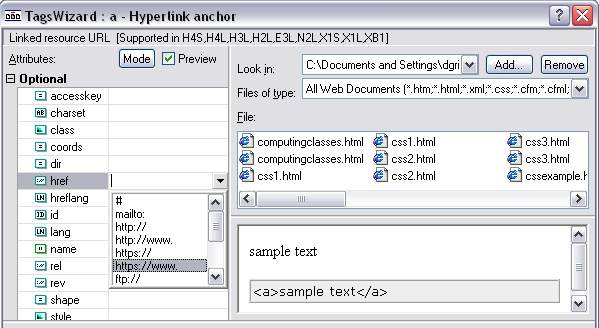 TagsWizard : a - Hyperlink anchor
Linked resource URL [Supported in H4S,H4L,H3L,H2L,E3L,N2L,X1S,X1L,XB1]
Attributes:
Mode
Preview
Optional
accesskey
charset
class
coords
dir
href
hreflang
id
lang
name
rel
rev
shape
style
#
mailto:
http://
http://www.
https://
https://www.
ftp://
Look in:
C:\Documents and Settings\dgri
Add...
Remove
Files of type:
All Web Documents (*.htm;*.html;*.xml;*.css;*.cfm;*.cfml;
File:
computingclasses.html css1.html css3.html
computingclasses.html css2.html css3.html
css1.html css2.html cssexample.h
sample text
<a>sample text</a>